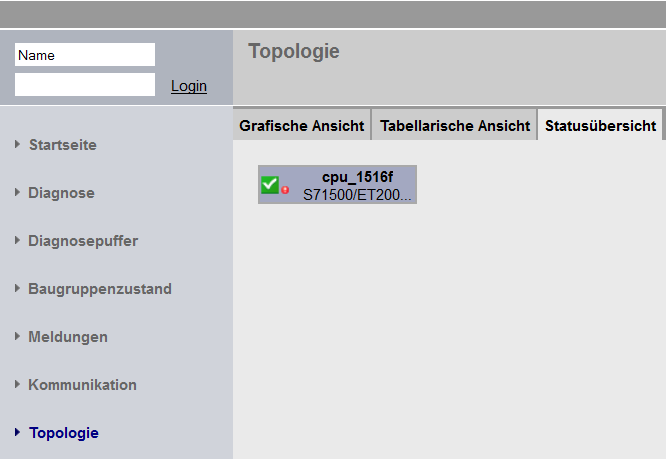 Name
Login
Topologie
Grafische Ansicht Tabellarische Ansicht Statusübersicht
cpu_1516f
S71500/ET200...
Startseite
Diagnose
Diagnosepuffer
Baugruppenzustand
Meldungen
Kommunikation
Topologie